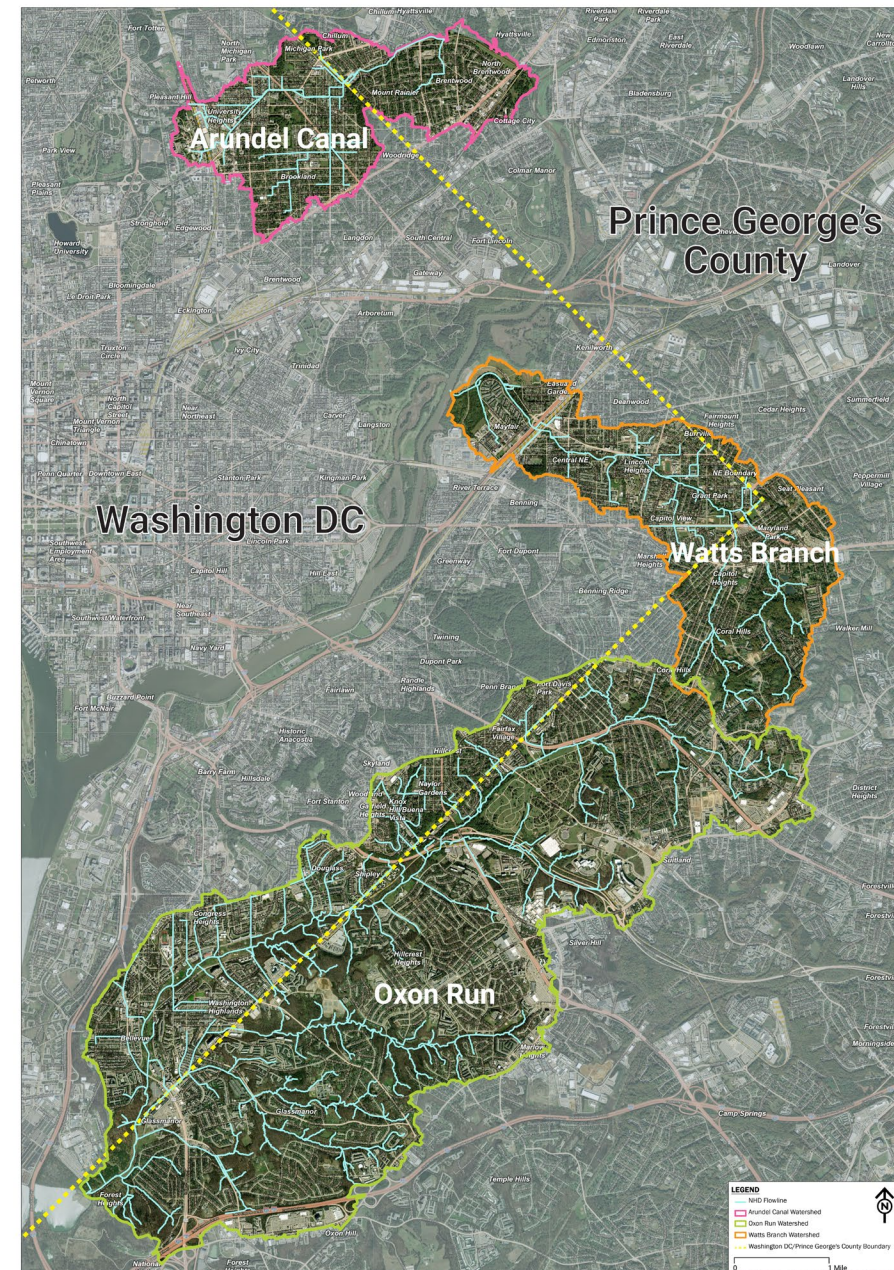 Fort Totten
Chillum
Hyattsville
Riverdale
Park
Riverdale
Park
North
Michigan
Park
Michigan Park
Chillum
Hyattsville
Edmonston
East
Riverdale
Woodlawn
New
Carrollton
Petworth
Pleasant Hill
Mount Rainier
Brentwood
North
Brentwood
Bladensburg
Landover
Hills
University
Heights
Cottage City
Arundel Canal
Park View
Woodridge
Colmar Manor
Pleasant
Plains
Brookland
Stronghold
Edgewood
Langdon
South Central
Fort Lincoln
Prince George's
County
Howard
University
Landover
Bloomingdale
Brentwood
Gateway
Le Droit Park
Eckington
Arboretum
Truxton
Circle
Ivy City
Kenilworth
Trinidad
Mount
Vernon
Square
North
Capitol
Street
Near
Northeast
Carver
Langston
Mayfair
Deanwood
Fairmount
Heights
Cedar Heights
Summerfield
Mount Vernon
Triangle
Chinatown
Burrville
Central NE
Lincoln
Heights
NE Boundary
Penn Quarter
Downtown East
Stanton Park
Kingman Park
River Terrace
Benning
Grant Park
Seat Pleasant
Peppermill
Village
Washington DC
Lincoln Park
Capitol View
Maryland
Park
Southwest
Employment
Area
Capitol Hill
Hill East
Greenway
Fort Dupont
Watts Branch
Capitol
Heights
Benning Ridge
Southwest Waterfront
Near
Southeast
Navy Yard
Twining
Coral Hills
Walker Mill
Dupont Park
Buzzard Point
Fort McNair
Fairlawn
Randle
Highlands
Fort Davis
Park
Historic
Anacostia
Fairfax
Village
Hillcrest
Skyland
Barry Farm
Hillsdale
Fort Stanton
Garfield
Heights
Knox
Hill/Buena
Vista
Naylor
Gardens
District
Heights
Douglass
Shipley
Suitland
Congress
Heights
Hillcrest
Heights
Silver Hill
Oxon Run
Washington
Highlands
Bellevue
Marlow
Heights
Morningside
Glassmanor
Glassmanor
Camp Springs
Temple Hills
Forest
Heights
Oxon Hill
LEGEND
NHD Flowline
Arundel Canal Watershed
Oxon Run Watershed
Watts Branch Watershed
Washington DC/Prince George's County Boundary
N
0 1 Mile